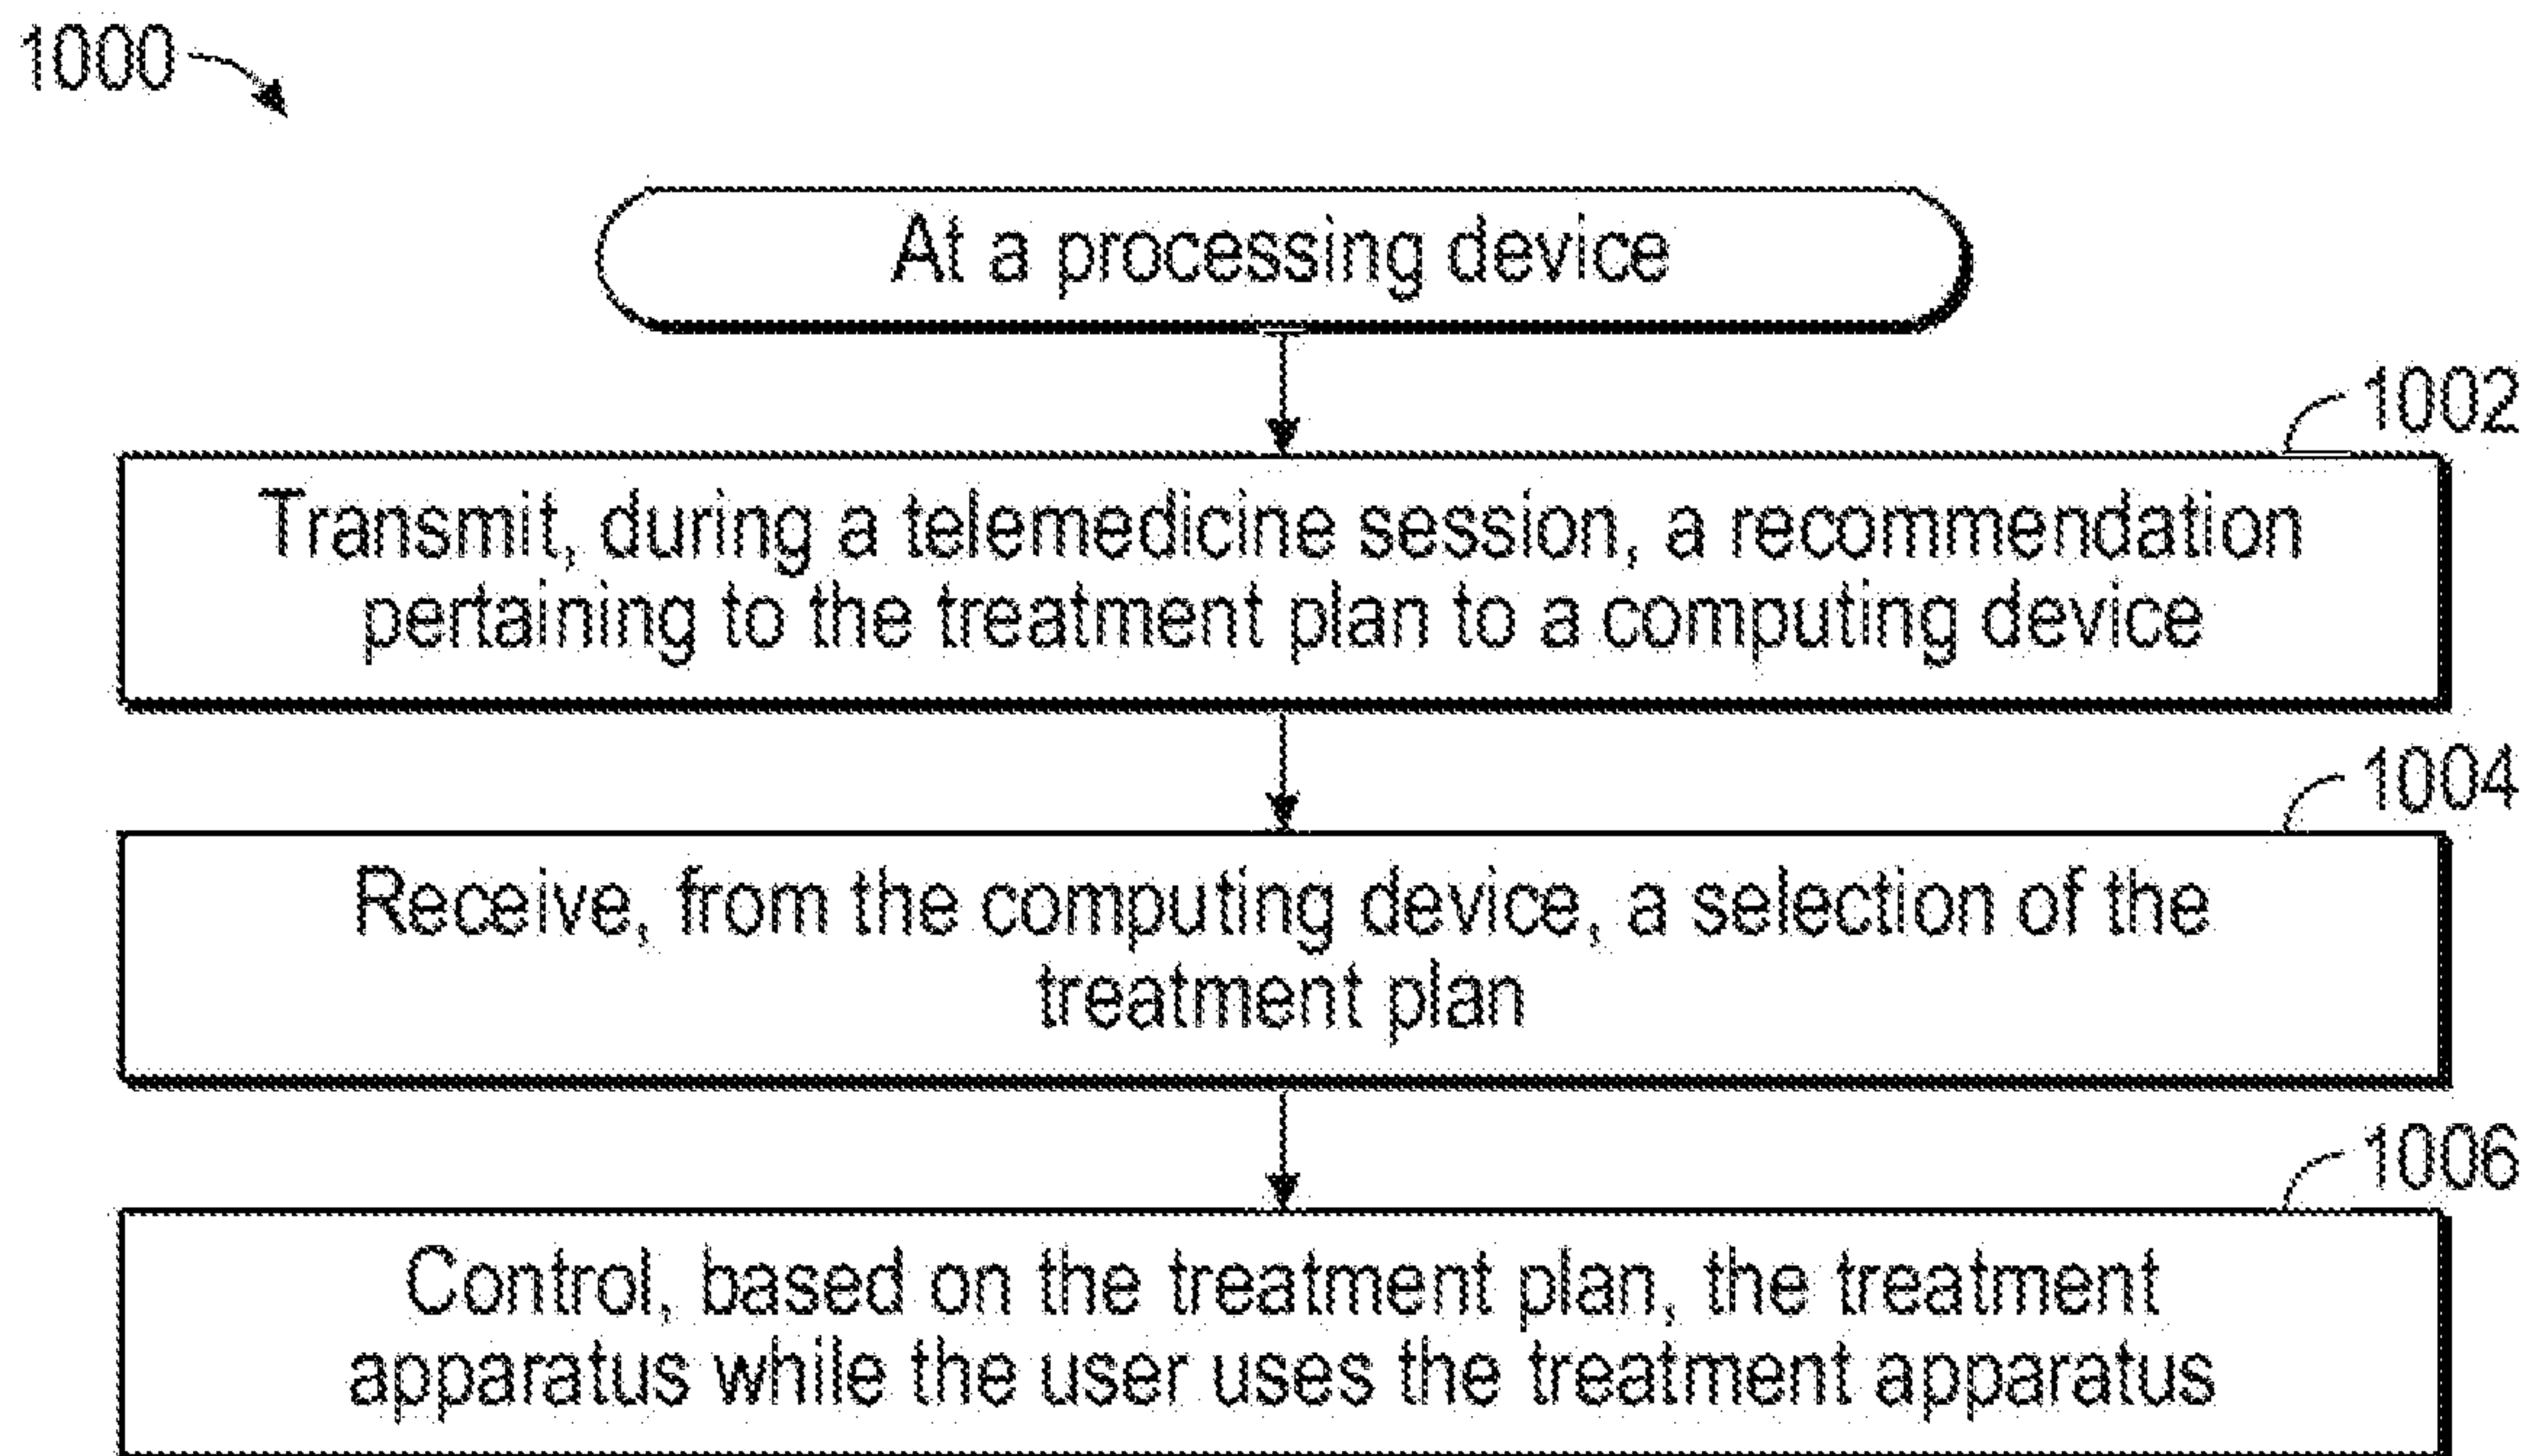 1000
At a processing device
1002
Transmit, during a telemedicine session, a recommendation
pertaining to the treatment plan to a computing device
1004
Receive, from the computing device, a selection of the
treatment plan
1006
Control, based on the treatment plan, the treatment
apparatus while the user uses the treatment apparatus